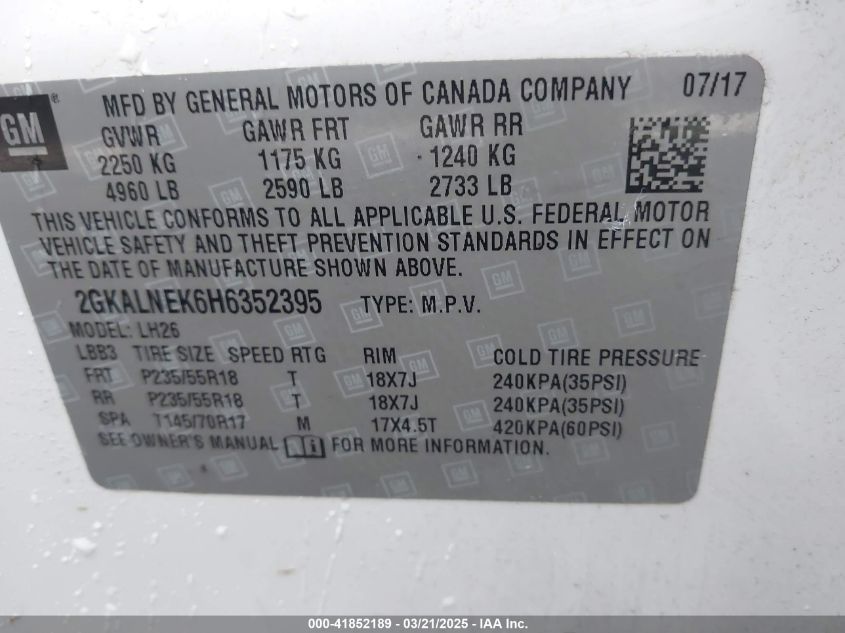 GM®
MFD BY GENERAL MOTORS OF CANADA COMPANY 07/17
GVWR GAWR FRT GAWR RR
2250 KG 1175 KG 1240 KG
4960 LB 2590 LB 2733 LB
THIS VEHICLE CONFORMS TO ALL APPLICABLE U.S. FEDERAL MOTOR
VEHICLE SAFETY AND THEFT PREVENTION STANDARDS IN EFFECT ON
THE DATE OF MANUFACTURE SHOWN ABOVE.
2GKALNEK6H6352395 TYPE: M.P.V.
MODEL: LH26
LBB3 TIRE SIZE SPEED RTG RIM COLD TIRE PRESSURE
FRT P235/55R18 T 18X7J 240KPA(35PSI)
RR P235/55R18 T 18X7J 240KPA(35PSI)
SPA T145/70R17 M 17X4.5T 420KPA(60PSI)
SEE OWNER'S MANUAL i FOR MORE INFORMATION.
000-41852189 - 03/21/2025 - IAA Inc.